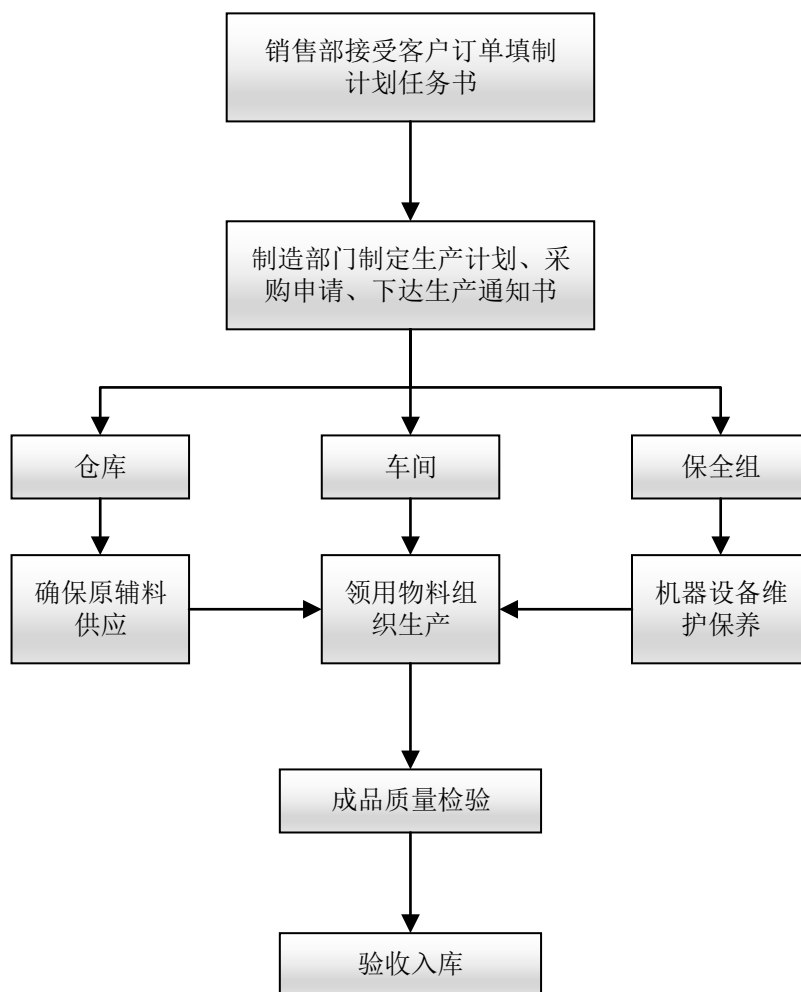 销售部接受客户订单填制
计划任务书
制造部门制定生产计划、采
购申请、下达生产通知书
仓库
车间
保全组
确保原辅料
供应
领用物料组
织生产
机器设备维
护保养
成品质量检验
验收入库